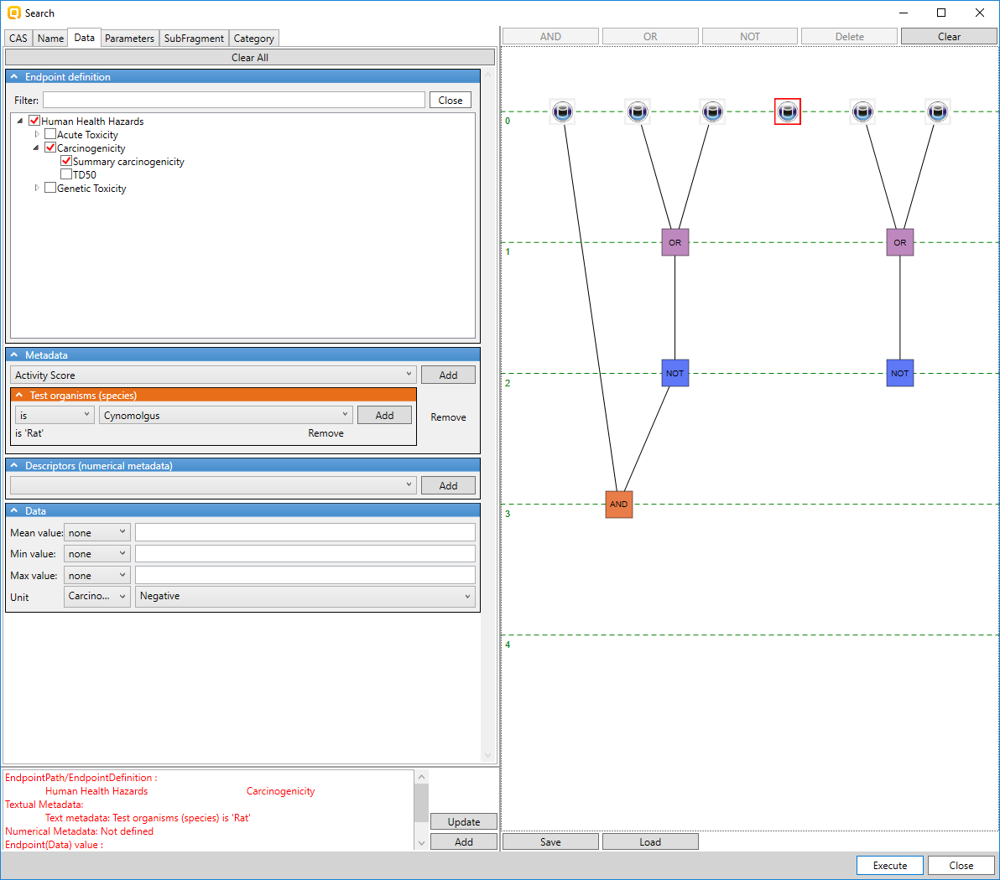 Search
CAS Name Data Parameters SubFragment Category
Clear All
Endpoint definition
Filter: Close
Human Health Hazards
Acute Toxicity
Carcinogenicity
Summary carcinogenicity
TD50
Genetic Toxicity
Metadata
Activity Score Add
Test organisms (species)
is Cynomolgus Add Remove
is 'Rat' Remove
Descriptors (numerical metadata)
Add
Data
Mean value: none
Min value: none
Max value: none
Unit Carcino... Negative
EndpointPath/EndpointDefinition :
Human Health Hazards Carcinogenicity
Textual Metadata:
Text metadata: Test organisms (species) is 'Rat'
Numerical Metadata: Not defined
Endpoint(Data) value :
Update
Add
AND OR NOT Delete Clear
0
OR OR
1
NOT NOT
2
AND
3
4
Save Load
Execute Close